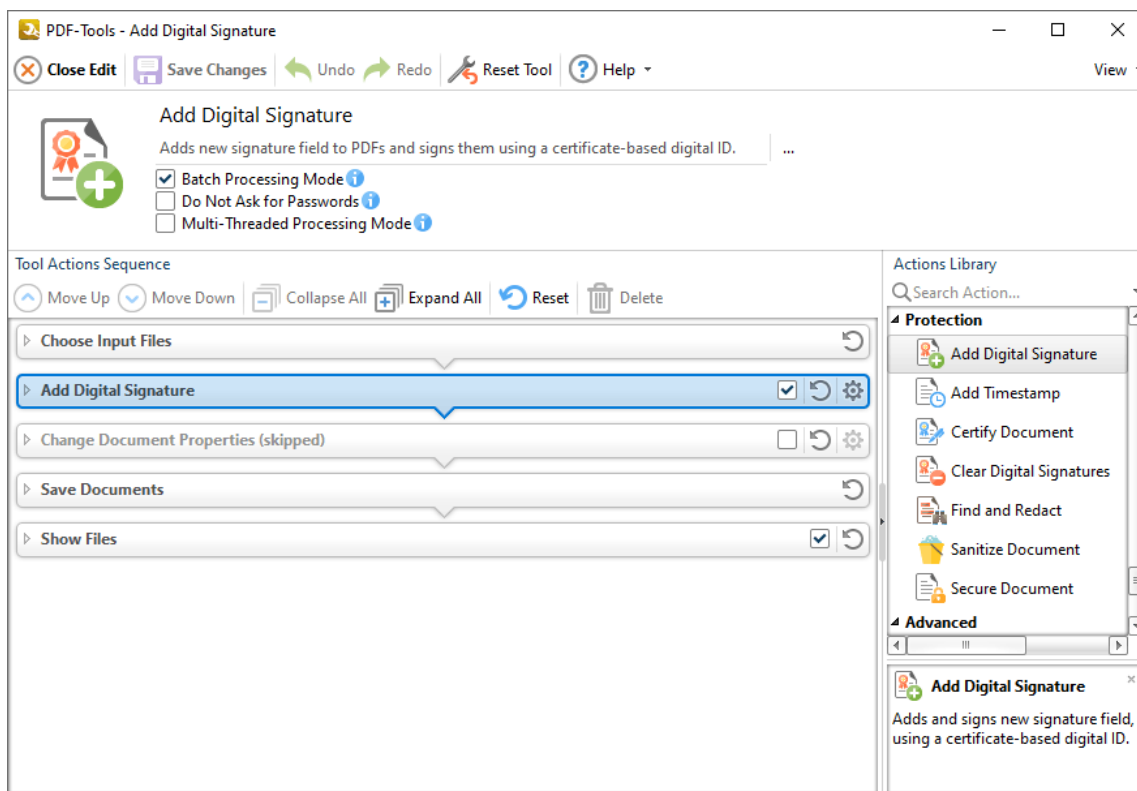 PDF-Tools - Add Digital Signature
Close Edit Save Changes Undo Redo Reset Tool Help View
Add Digital Signature
Adds new signature field to PDFs and signs them using a certificate-based digital ID. ...
Batch Processing Mode
Do Not Ask for Passwords
Multi-Threaded Processing Mode
Tool Actions Sequence
Move Up Move Down Collapse All Expand All Reset Delete
Choose Input Files
Add Digital Signature
Change Document Properties (skipped)
Save Documents
Show Files
Actions Library
Search Action...
Protection
Add Digital Signature
Add Timestamp
Certify Document
Clear Digital Signatures
Find and Redact
Sanitize Document
Secure Document
Advanced
Add Digital Signature
Adds and signs new signature field,
using a certificate-based digital ID.